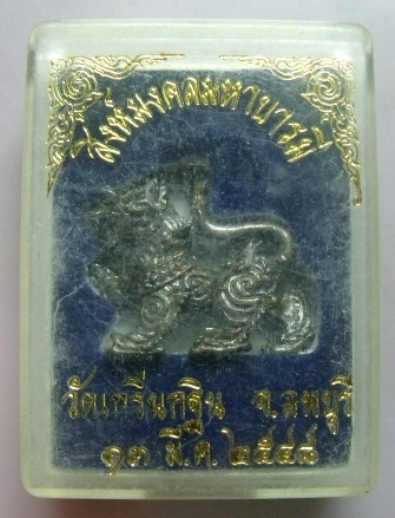 สิงห์มงคลมหาบารมี
วัดเกริ่นกฐิน จ.ลพบุรี
๑๓ มี.ค. ๒๕๔๘